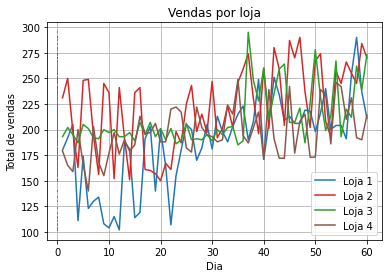 Vendas por loja
Total de vendas
300
275
250
225
200
175
150
125
100
0
10
20
30
40
50
60
Dia
Loja 1
Loja 2
Loja 3
Loja 4